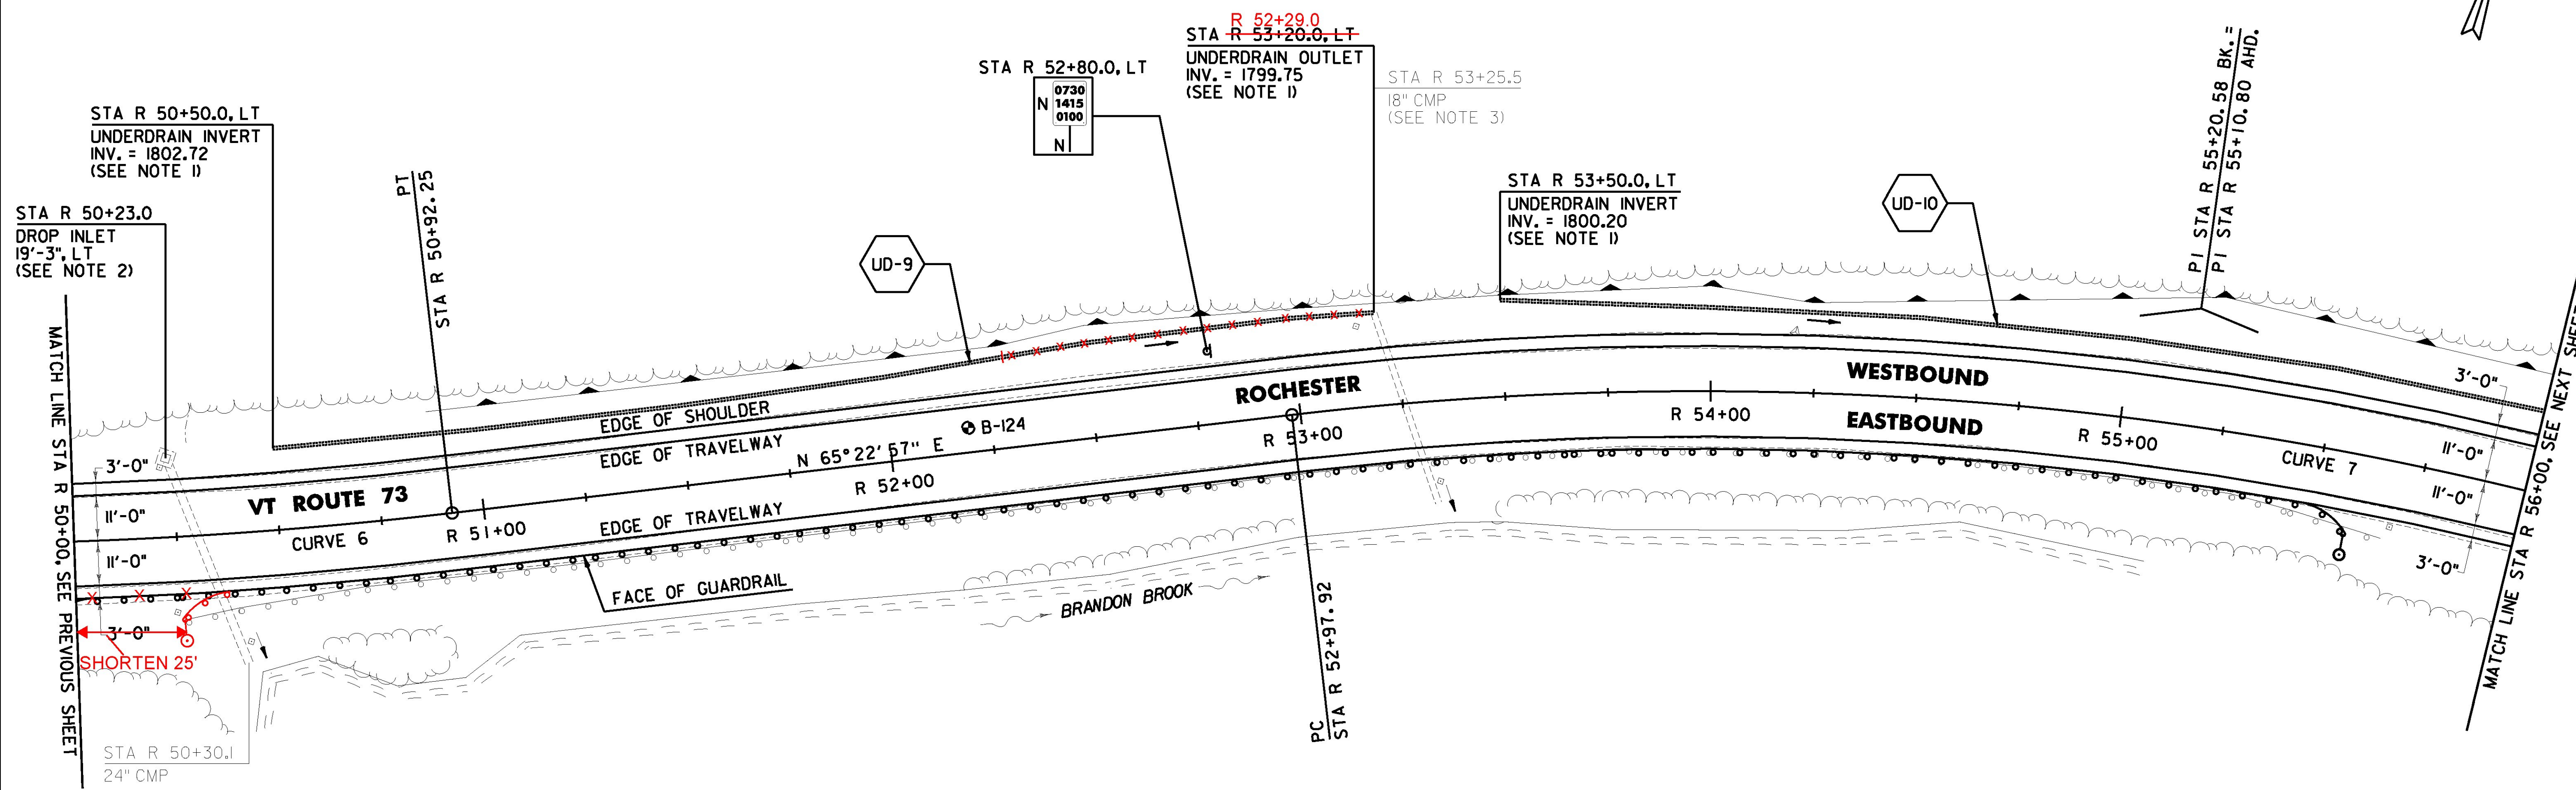 R 52+29.0
STA R 53+20.0, LT
UNDERDRAIN OUTLET
INV. = 1799.75
(SEE NOTE 1)
STA R 52+80.0, LT
N
0730
1415
0100
N
STA R 53+25.5
18" CMP
(SEE NOTE 3)
STA R 50+50.0, LT
UNDERDRAIN INVERT
INV. = 1802.72
(SEE NOTE 1)
STA R 50+23.0
DROP INLET
19'-3", LT
(SEE NOTE 2)
PT
STA R 50+92.25
UD-9
STA R 53+50.0, LT
UNDERDRAIN INVERT
INV. = 1800.20
(SEE NOTE 1)
UD-10
PI STA R 55+20.58 BK. =
PI STA R 55+10.80 AHD.
MATCH LINE STA R 50+00, SEE PREVIOUS SHEET
3'-0"
11'-0"
11'-0"
3'-0"
SHORTEN 25'
VT ROUTE 73
CURVE 6
R 51+00
EDGE OF SHOULDER
EDGE OF TRAVELWAY
N 65°22'57" E
R 52+00
B-124
EDGE OF TRAVELWAY
FACE OF GUARDRAIL
ROCHESTER
R 53+00
BRANDON BROOK
PC
STA R 52+97.92
WESTBOUND
EASTBOUND
R 54+00
R 55+00
CURVE 7
3'-0"
11'-0"
11'-0"
3'-0"
MATCH LINE STA R 56+00, SEE NEXT SHEET
STA R 50+30.1
24" CMP